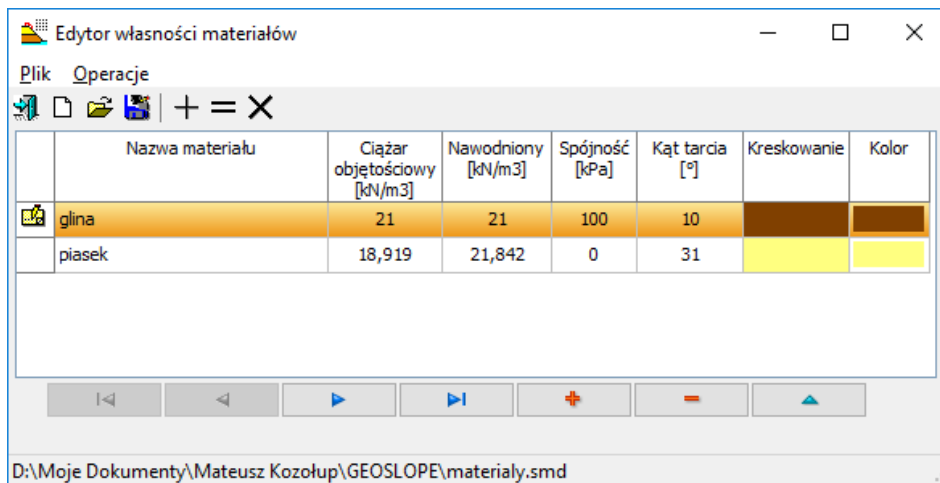 Edytor własności materiałów
Plik Operacje
Nazwa materiału
Ciążar
objętościowy
[kN/m3]
Nawodniony
[kN/m3]
Spójność
[kPa]
Kąt tarcia
[°]
Kreskowanie
Kolor
glina 21 21 100 10
piasek 18,919 21,842 0 31
D:\Moje Dokumenty\Mateusz Kozołup\GEOSLOPE\materialy.smd